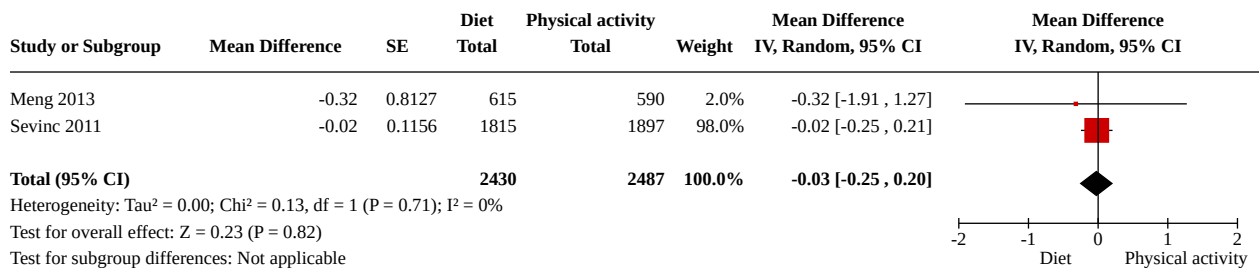 Diet Physical activity Mean Difference Mean Difference
Study or Subgroup Mean Difference SE Total Total Weight IV, Random, 95% CI IV, Random, 95% CI
Meng 2013 -0.32 0.8127 615 590 2.0% -0.32 [-1.91 , 1.27]
Sevinc 2011 -0.02 0.1156 1815 1897 98.0% -0.02 [-0.25 , 0.21]
Total (95% CI) 2430 2487 100.0% -0.03 [-0.25 , 0.20]
Heterogeneity: Tau² = 0.00; Chi² = 0.13, df = 1 (P = 0.71); I² = 0%
Test for overall effect: Z = 0.23 (P = 0.82) -2 -1 0 1 2
Test for subgroup differences: Not applicable Diet Physical activity